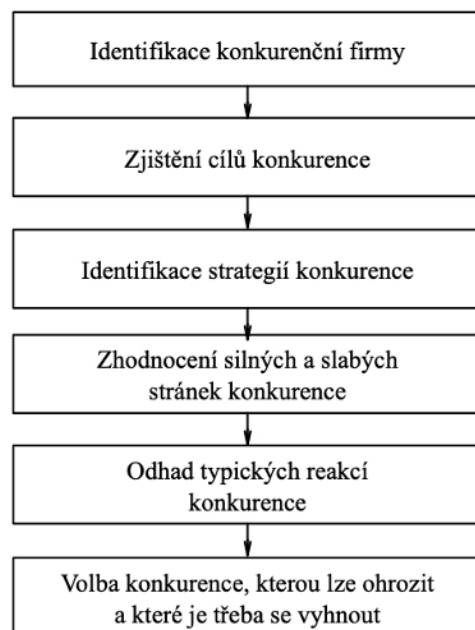 Identifikace konkurenční firmy
Zjištění cílů konkurence
Identifikace strategií konkurence
Zhodnocení silných a slabých
stránek konkurence
Odhad typických reakcí
konkurence
Volba konkurence, kterou lze ohrozit
a které je třeba se vyhnout